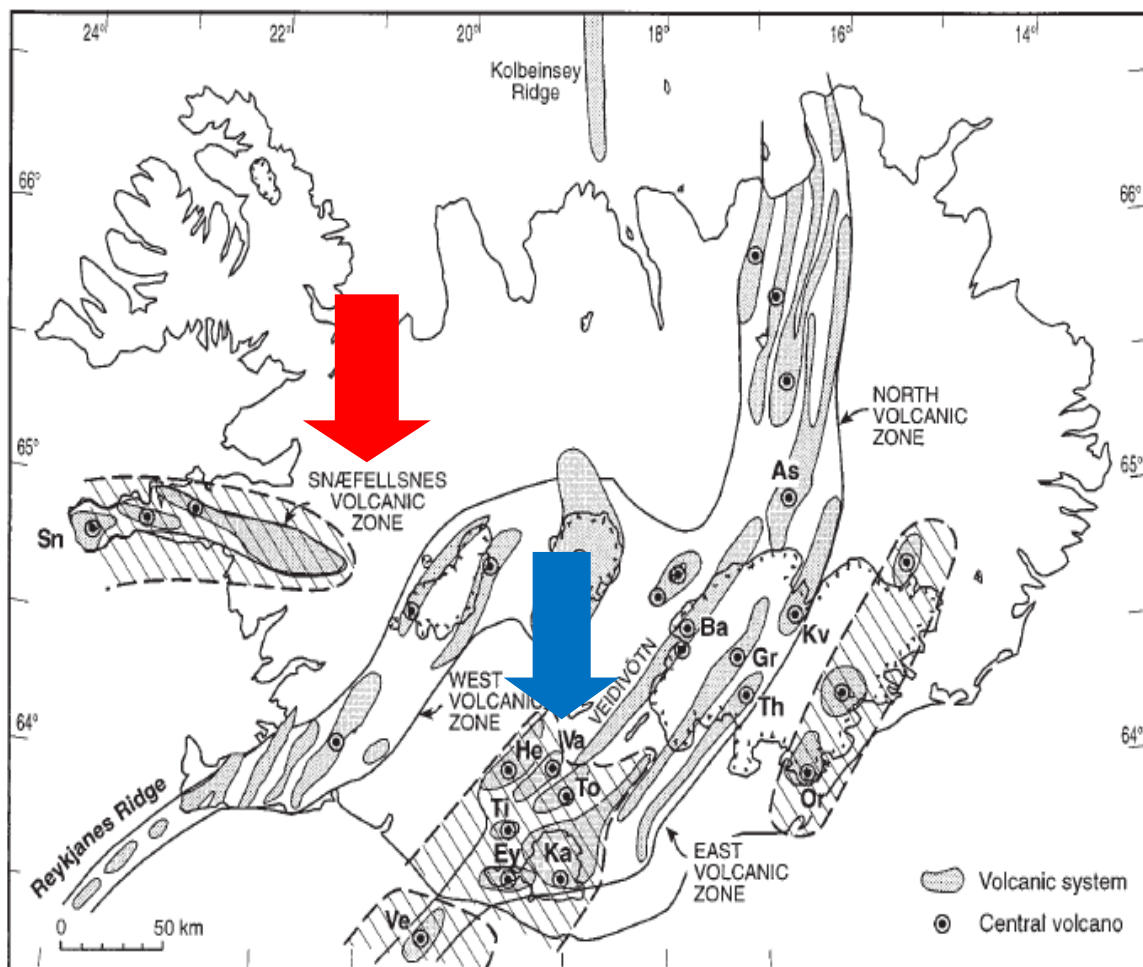 24°
22°
20°
18°
16°
14°
Kolbeinsey
Ridge
66°
66°
NORTH
VOLCANIC
ZONE
65°
65°
SNÆFELLSNES
VOLCANIC
ZONE
As
Sn
Ba
Kv
Gr
VEIDIVÖTN
WEST
VOLCANIC
ZONE
Th
64°
64°
He
Va
To
Or
Ti
Reykjanes Ridge
Ey
Ka
EAST
VOLCANIC
ZONE
Volcanic system
Ve
Central volcano
0 50 km